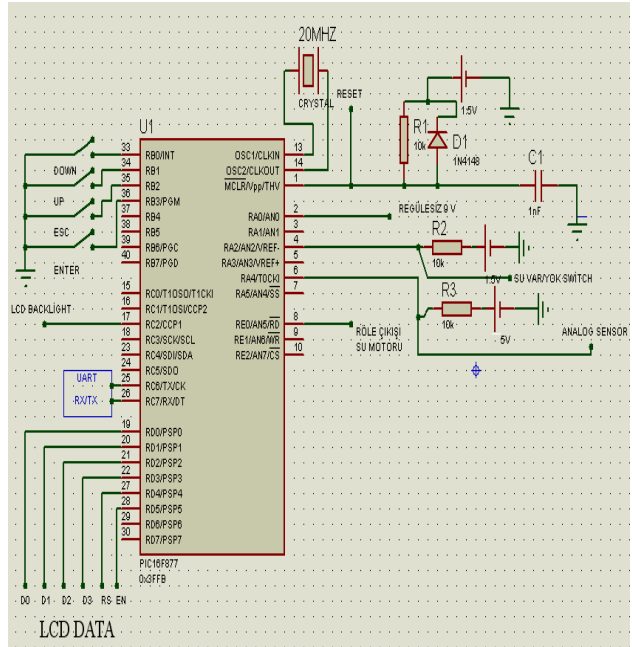 20MHZ
CRYSTAL
RESET
1.5V
R1
10k
D1
1N4148
C1
1nF
U1
33 RB0/INT
34 RB1
35 RB2
36 RB3/PGM
37 RB4
38 RB5
39 RB6/PGC
40 RB7/PGD
15 RC0/T1OSO/T1CKI
16 RC1/T1OSI/CCP2
17 RC2/CCP1
18 RC3/SCK/SCL
23 RC4/SDI/SDA
24 RC5/SDO
25 RC6/TX/CK
26 RC7/RX/DT
19 RD0/PSP0
20 RD1/PSP1
21 RD2/PSP2
22 RD3/PSP3
27 RD4/PSP4
28 RD5/PSP5
29 RD6/PSP6
30 RD7/PSP7
OSC1/CLKIN 13
OSC2/CLKOUT 14
MCLR/Vpp/THV 1
RA0/AN0 2
RA1/AN1 3
RA2/AN2/VREF- 4
RA3/AN3/VREF+ 5
RA4/T0CKI 6
RA5/AN4/SS 7
RE0/AN5/RD 8
RE1/AN6/WR 9
RE2/AN7/CS 10
PIC16F877
0x3FFB
DOWN
UP
ESC
ENTER
LCD BACKLIGHT
UART
RX/TX
REGÜLESİZ 9 V
R2
10k
1.5V
SU VAR/YOK SWITCH
R3
10k
5V
RÖLE ÇIKIŞI
SU MOTORU
ANALOG SENSOR
D0 D1 D2 D3 RS EN
LCD DATA